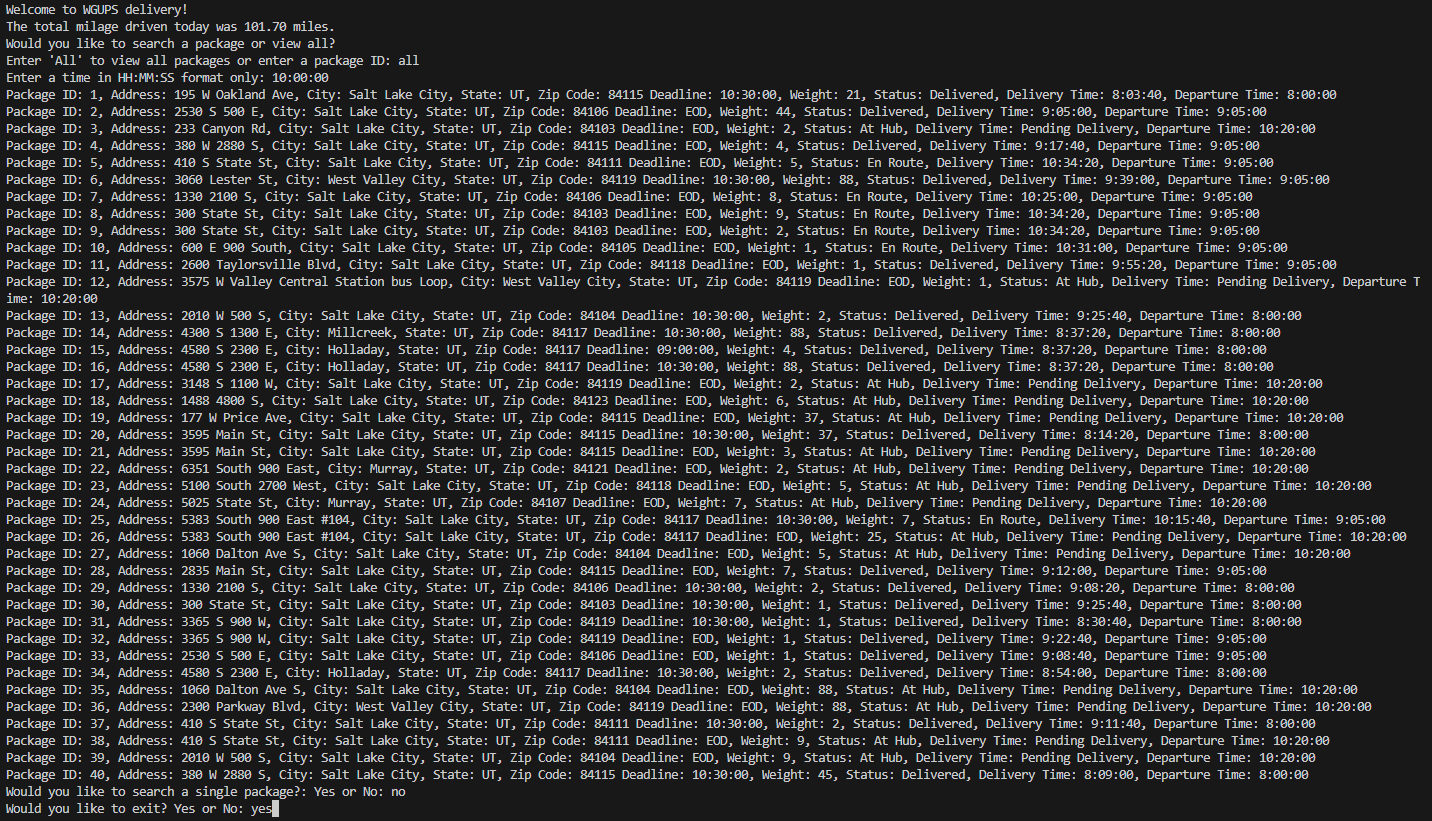 Welcome to WGUPS delivery!
The total milage driven today was 101.70 miles.
Would you like to search a package or view all?
Enter 'All' to view all packages or enter a package ID: all
Enter a time in HH:MM:SS format only: 10:00:00
Package ID: 1, Address: 195 W Oakland Ave, City: Salt Lake City, State: UT, Zip Code: 84115 Deadline: 10:30:00, Weight: 21, Status: Delivered, Delivery Time: 8:03:40, Departure Time: 8:00:00
Package ID: 2, Address: 2530 S 500 E, City: Salt Lake City, State: UT, Zip Code: 84106 Deadline: EOD, Weight: 44, Status: Delivered, Delivery Time: 9:05:00, Departure Time: 9:05:00
Package ID: 3, Address: 233 Canyon Rd, City: Salt Lake City, State: UT, Zip Code: 84103 Deadline: EOD, Weight: 2, Status: At Hub, Delivery Time: Pending Delivery, Departure Time: 10:20:00
Package ID: 4, Address: 380 W 2880 S, City: Salt Lake City, State: UT, Zip Code: 84115 Deadline: EOD, Weight: 4, Status: Delivered, Delivery Time: 9:17:40, Departure Time: 9:05:00
Package ID: 5, Address: 410 S State St, City: Salt Lake City, State: UT, Zip Code: 84111 Deadline: EOD, Weight: 5, Status: En Route, Delivery Time: 10:34:20, Departure Time: 9:05:00
Package ID: 6, Address: 3060 Lester St, City: West Valley City, State: UT, Zip Code: 84119 Deadline: 10:30:00, Weight: 88, Status: Delivered, Delivery Time: 9:39:00, Departure Time: 9:05:00
Package ID: 7, Address: 1330 2100 S, City: Salt Lake City, State: UT, Zip Code: 84106 Deadline: EOD, Weight: 8, Status: En Route, Delivery Time: 10:25:00, Departure Time: 9:05:00
Package ID: 8, Address: 300 State St, City: Salt Lake City, State: UT, Zip Code: 84103 Deadline: EOD, Weight: 9, Status: En Route, Delivery Time: 10:34:20, Departure Time: 9:05:00
Package ID: 9, Address: 300 State St, City: Salt Lake City, State: UT, Zip Code: 84103 Deadline: EOD, Weight: 2, Status: En Route, Delivery Time: 10:34:20, Departure Time: 9:05:00
Package ID: 10, Address: 600 E 900 South, City: Salt Lake City, State: UT, Zip Code: 84105 Deadline: EOD, Weight: 1, Status: En Route, Delivery Time: 10:31:00, Departure Time: 9:05:00
Package ID: 11, Address: 2600 Taylorsville Blvd, City: Salt Lake City, State: UT, Zip Code: 84118 Deadline: EOD, Weight: 1, Status: Delivered, Delivery Time: 9:55:20, Departure Time: 9:05:00
Package ID: 12, Address: 3575 W Valley Central Station bus Loop, City: West Valley City, State: UT, Zip Code: 84119 Deadline: EOD, Weight: 1, Status: At Hub, Delivery Time: Pending Delivery, Departure T
ime: 10:20:00
Package ID: 13, Address: 2010 W 500 S, City: Salt Lake City, State: UT, Zip Code: 84104 Deadline: 10:30:00, Weight: 2, Status: Delivered, Delivery Time: 9:25:40, Departure Time: 8:00:00
Package ID: 14, Address: 4300 S 1300 E, City: Millcreek, State: UT, Zip Code: 84117 Deadline: 10:30:00, Weight: 88, Status: Delivered, Delivery Time: 8:37:20, Departure Time: 8:00:00
Package ID: 15, Address: 4580 S 2300 E, City: Holladay, State: UT, Zip Code: 84117 Deadline: 09:00:00, Weight: 4, Status: Delivered, Delivery Time: 8:37:20, Departure Time: 8:00:00
Package ID: 16, Address: 4580 S 2300 E, City: Holladay, State: UT, Zip Code: 84117 Deadline: 10:30:00, Weight: 88, Status: Delivered, Delivery Time: 8:37:20, Departure Time: 8:00:00
Package ID: 17, Address: 3148 S 1100 W, City: Salt Lake City, State: UT, Zip Code: 84119 Deadline: EOD, Weight: 2, Status: At Hub, Delivery Time: Pending Delivery, Departure Time: 10:20:00
Package ID: 18, Address: 1488 4800 S, City: Salt Lake City, State: UT, Zip Code: 84123 Deadline: EOD, Weight: 6, Status: At Hub, Delivery Time: Pending Delivery, Departure Time: 10:20:00
Package ID: 19, Address: 177 W Price Ave, City: Salt Lake City, State: UT, Zip Code: 84115 Deadline: EOD, Weight: 37, Status: At Hub, Delivery Time: Pending Delivery, Departure Time: 10:20:00
Package ID: 20, Address: 3595 Main St, City: Salt Lake City, State: UT, Zip Code: 84115 Deadline: 10:30:00, Weight: 37, Status: Delivered, Delivery Time: 8:14:20, Departure Time: 8:00:00
Package ID: 21, Address: 3595 Main St, City: Salt Lake City, State: UT, Zip Code: 84115 Deadline: EOD, Weight: 3, Status: At Hub, Delivery Time: Pending Delivery, Departure Time: 10:20:00
Package ID: 22, Address: 6351 South 900 East, City: Murray, State: UT, Zip Code: 84121 Deadline: EOD, Weight: 2, Status: At Hub, Delivery Time: Pending Delivery, Departure Time: 10:20:00
Package ID: 23, Address: 5100 South 2700 West, City: Salt Lake City, State: UT, Zip Code: 84118 Deadline: EOD, Weight: 5, Status: At Hub, Delivery Time: Pending Delivery, Departure Time: 10:20:00
Package ID: 24, Address: 5025 State St, City: Murray, State: UT, Zip Code: 84107 Deadline: EOD, Weight: 7, Status: At Hub, Delivery Time: Pending Delivery, Departure Time: 10:20:00
Package ID: 25, Address: 5383 South 900 East #104, City: Salt Lake City, State: UT, Zip Code: 84117 Deadline: 10:30:00, Weight: 7, Status: En Route, Delivery Time: 10:15:40, Departure Time: 9:05:00
Package ID: 26, Address: 5383 South 900 East #104, City: Salt Lake City, State: UT, Zip Code: 84117 Deadline: EOD, Weight: 25, Status: At Hub, Delivery Time: Pending Delivery, Departure Time: 10:20:00
Package ID: 27, Address: 1060 Dalton Ave S, City: Salt Lake City, State: UT, Zip Code: 84104 Deadline: EOD, Weight: 5, Status: At Hub, Delivery Time: Pending Delivery, Departure Time: 10:20:00
Package ID: 28, Address: 2835 Main St, City: Salt Lake City, State: UT, Zip Code: 84115 Deadline: EOD, Weight: 7, Status: Delivered, Delivery Time: 9:12:00, Departure Time: 9:05:00
Package ID: 29, Address: 1330 2100 S, City: Salt Lake City, State: UT, Zip Code: 84106 Deadline: 10:30:00, Weight: 2, Status: Delivered, Delivery Time: 9:08:20, Departure Time: 8:00:00
Package ID: 30, Address: 300 State St, City: Salt Lake City, State: UT, Zip Code: 84103 Deadline: 10:30:00, Weight: 1, Status: Delivered, Delivery Time: 9:25:40, Departure Time: 8:00:00
Package ID: 31, Address: 3365 S 900 W, City: Salt Lake City, State: UT, Zip Code: 84119 Deadline: 10:30:00, Weight: 1, Status: Delivered, Delivery Time: 8:30:40, Departure Time: 8:00:00
Package ID: 32, Address: 3365 S 900 W, City: Salt Lake City, State: UT, Zip Code: 84119 Deadline: EOD, Weight: 1, Status: Delivered, Delivery Time: 9:22:40, Departure Time: 9:05:00
Package ID: 33, Address: 2530 S 500 E, City: Salt Lake City, State: UT, Zip Code: 84106 Deadline: EOD, Weight: 1, Status: Delivered, Delivery Time: 9:08:40, Departure Time: 9:05:00
Package ID: 34, Address: 4580 S 2300 E, City: Holladay, State: UT, Zip Code: 84117 Deadline: 10:30:00, Weight: 2, Status: Delivered, Delivery Time: 8:54:00, Departure Time: 8:00:00
Package ID: 35, Address: 1060 Dalton Ave S, City: Salt Lake City, State: UT, Zip Code: 84104 Deadline: EOD, Weight: 88, Status: At Hub, Delivery Time: Pending Delivery, Departure Time: 10:20:00
Package ID: 36, Address: 2300 Parkway Blvd, City: West Valley City, State: UT, Zip Code: 84119 Deadline: EOD, Weight: 88, Status: At Hub, Delivery Time: Pending Delivery, Departure Time: 10:20:00
Package ID: 37, Address: 410 S State St, City: Salt Lake City, State: UT, Zip Code: 84111 Deadline: 10:30:00, Weight: 2, Status: Delivered, Delivery Time: 9:11:40, Departure Time: 8:00:00
Package ID: 38, Address: 410 S State St, City: Salt Lake City, State: UT, Zip Code: 84111 Deadline: EOD, Weight: 9, Status: At Hub, Delivery Time: Pending Delivery, Departure Time: 10:20:00
Package ID: 39, Address: 2010 W 500 S, City: Salt Lake City, State: UT, Zip Code: 84104 Deadline: EOD, Weight: 9, Status: At Hub, Delivery Time: Pending Delivery, Departure Time: 10:20:00
Package ID: 40, Address: 380 W 2880 S, City: Salt Lake City, State: UT, Zip Code: 84115 Deadline: 10:30:00, Weight: 45, Status: Delivered, Delivery Time: 8:09:00, Departure Time: 8:00:00
Would you like to search a single package?: Yes or No: no
Would you like to exit? Yes or No: yes